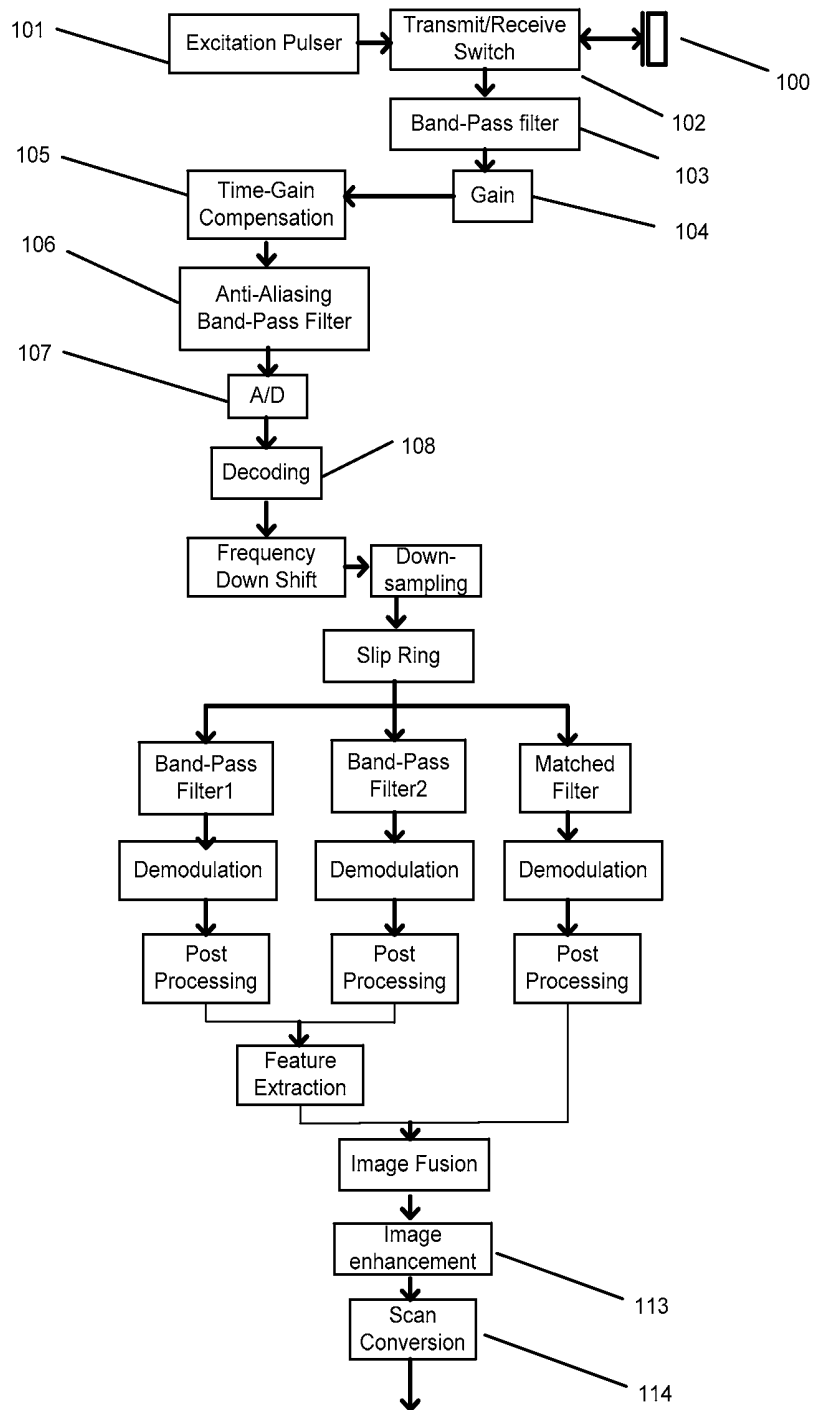 101
Excitation Pulser
Transmit/Receive
Switch
100
102
Band-Pass filter
103
105
Time-Gain
Compensation
Gain
104
106
Anti-Aliasing
Band-Pass Filter
107
A/D
108
Decoding
Frequency
Down Shift
Down-
sampling
Slip Ring
Band-Pass
Filter1
Band-Pass
Filter2
Matched
Filter
Demodulation
Demodulation
Demodulation
Post
Processing
Post
Processing
Post
Processing
Feature
Extraction
Image Fusion
Image
enhancement
113
Scan
Conversion
114